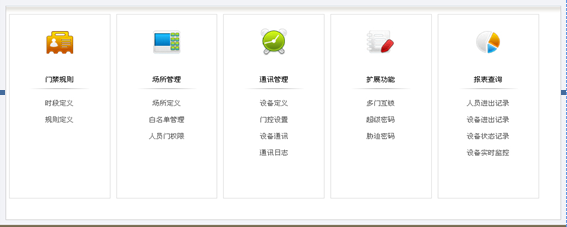 门禁规则
时段定义
规则定义
场所管理
场所定义
白名单管理
人员门权限
通讯管理
设备定义
门控设置
设备通讯
通讯日志
扩展功能
多门互锁
超级密码
胁迫密码
报表查询
人员进出记录
设备进出记录
设备状态记录
设备实时监控